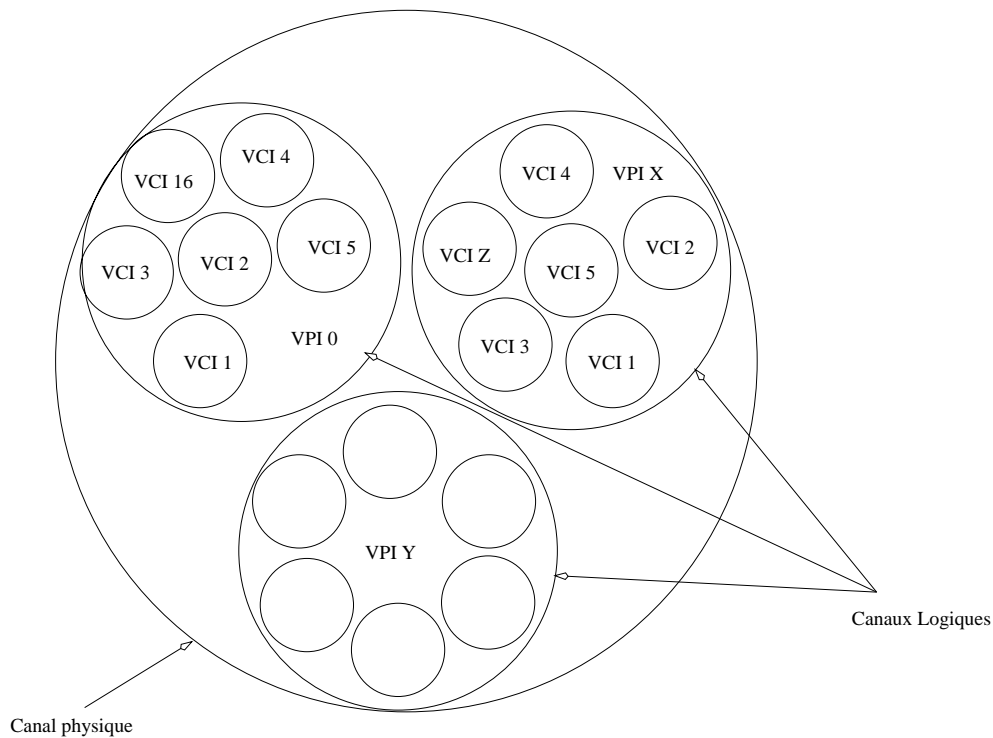 VCI 4
VCI 16
VCI 5
VCI 2
VCI 3
VPI 0
VCI 1
VCI 4
VPI X
VCI 2
VCI Z
VCI 5
VCI 3
VCI 1
VPI Y
Canaux Logiques
Canal physique